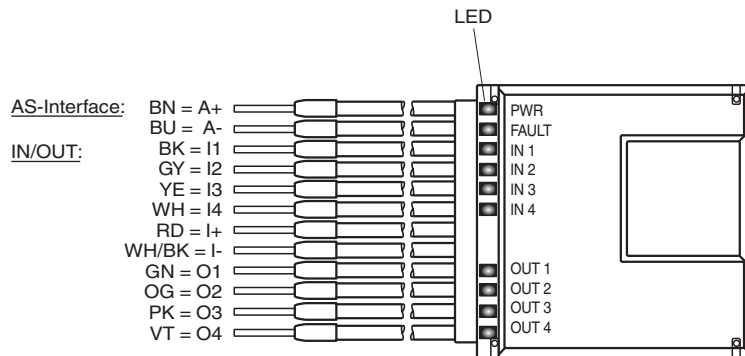 LED
AS-Interface: BN = A+
BU = A-
IN/OUT: BK = I1
GY = I2
YE = I3
WH = I4
RD = I+
WH/BK = I-
GN = O1
OG = O2
PK = O3
VT = O4
PWR
FAULT
IN 1
IN 2
IN 3
IN 4
OUT 1
OUT 2
OUT 3
OUT 4